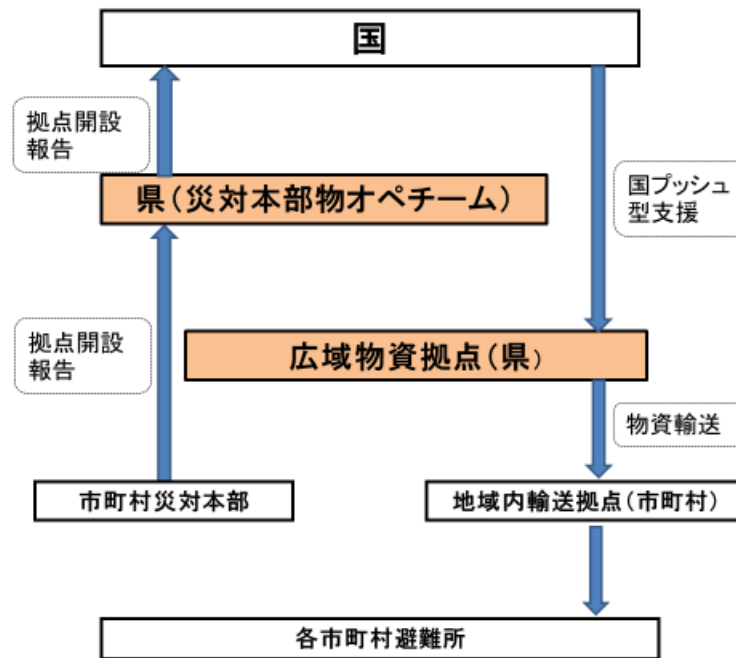 国
拠点開設
報告
県(災対本部物オペチーム)
国プッシュ
型支援
拠点開設
報告
広域物資拠点(県)
物資輸送
市町村災対本部
地域内輸送拠点(市町村)
各市町村避難所